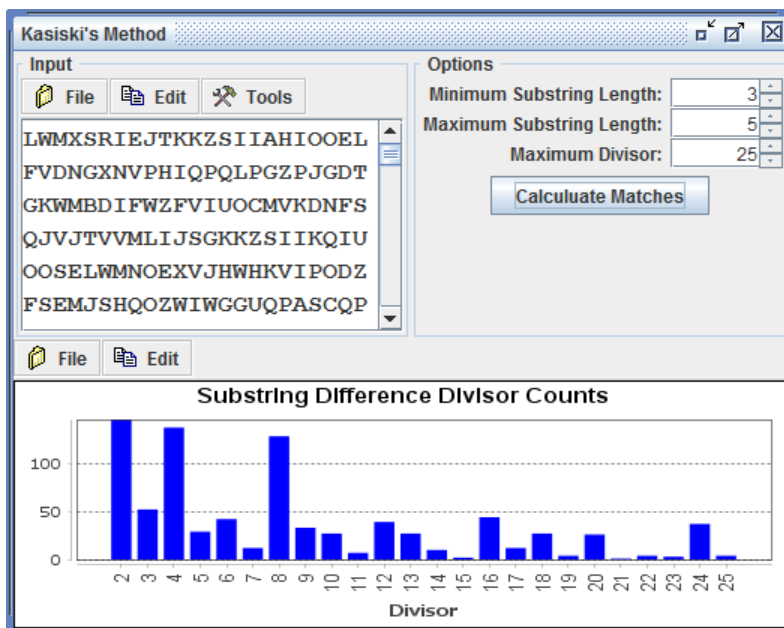 Kasiski's Method
Input
File Edit Tools
LWMXSRIEJTKKZSIIAHIOOEL
FVDNGXNVPHIQPQLPGZPJGDT
GKWMBDIFWZFVIUOCMVKDNFS
QJVJTVVMLIJSGKKZSIIKQIU
OOSELWMNOEXVJHWHKVIPODZ
FSEMJSHQOZWIWGGUQPASCQP
Options
Minimum Substring Length: 3
Maximum Substring Length: 5
Maximum Divisor: 25
Calculuate Matches
File Edit
Substring Difference Divisor Counts
100
50
0
2 3 4 5 6 7 8 9 10 11 12 13 14 15 16 17 18 19 20 21 22 23 24 25
Divisor